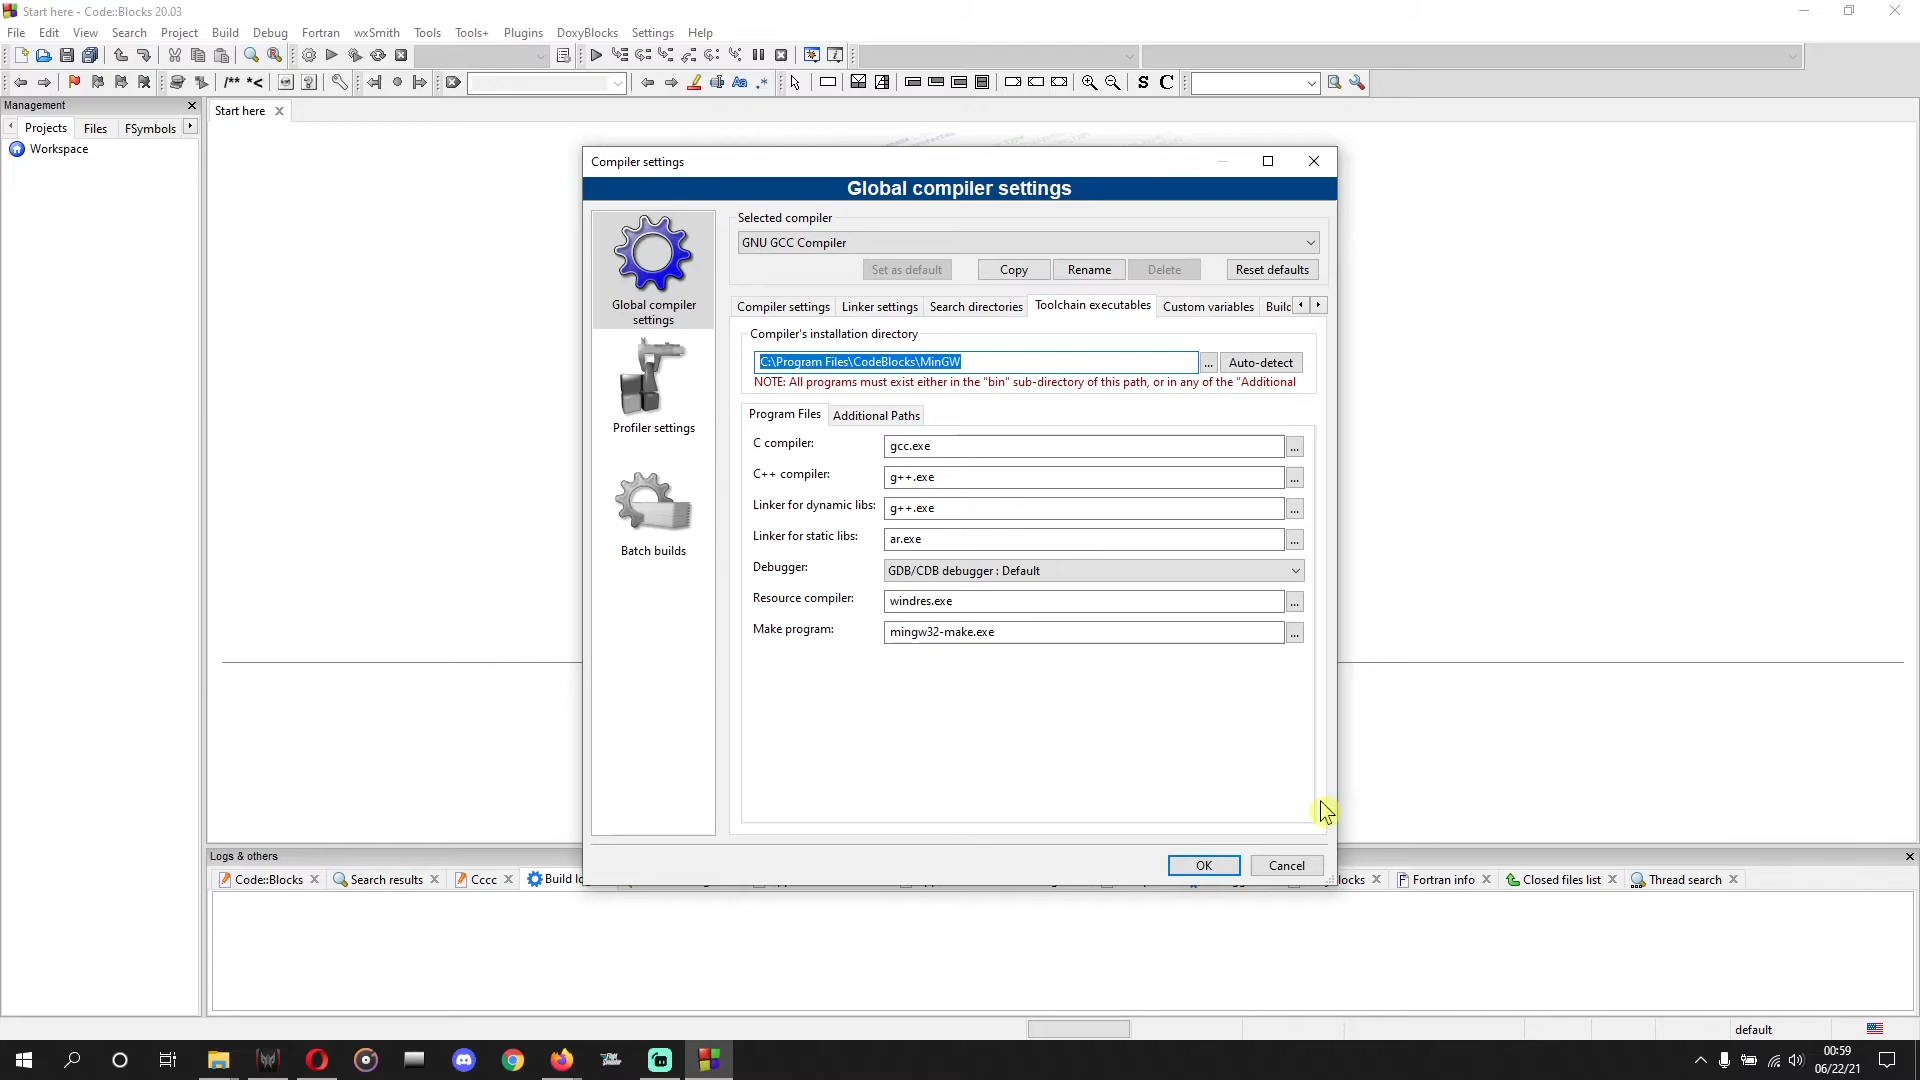 Start here - Code::Blocks 20.03
File Edit View Search Project Build Debug Fortran wxSmith Tools Tools+ Plugins DoxyBlocks Settings Help
/** *< Aa .* S C
Management
Start here
Projects Files FSymbols
Workspace
Compiler settings
Global compiler settings
Global compiler
settings
Profiler settings
Batch builds
Selected compiler
GNU GCC Compiler
Set as default Copy Rename Delete Reset defaults
Compiler settings Linker settings Search directories Toolchain executables Custom variables Builc
Compiler's installation directory
C:\Program Files\CodeBlocks\MinGW ... Auto-detect
NOTE: All programs must exist either in the "bin" sub-directory of this path, or in any of the "Additional
Program Files Additional Paths
C compiler: gcc.exe ...
C++ compiler: g++.exe ...
Linker for dynamic libs: g++.exe ...
Linker for static libs: ar.exe ...
Debugger: GDB/CDB debugger : Default
Resource compiler: windres.exe ...
Make program: mingw32-make.exe ...
OK Cancel
Logs & others
Code::Blocks Search results Cccc Build lo locks Fortran info Closed files list Thread search
default
00:59
06/22/21